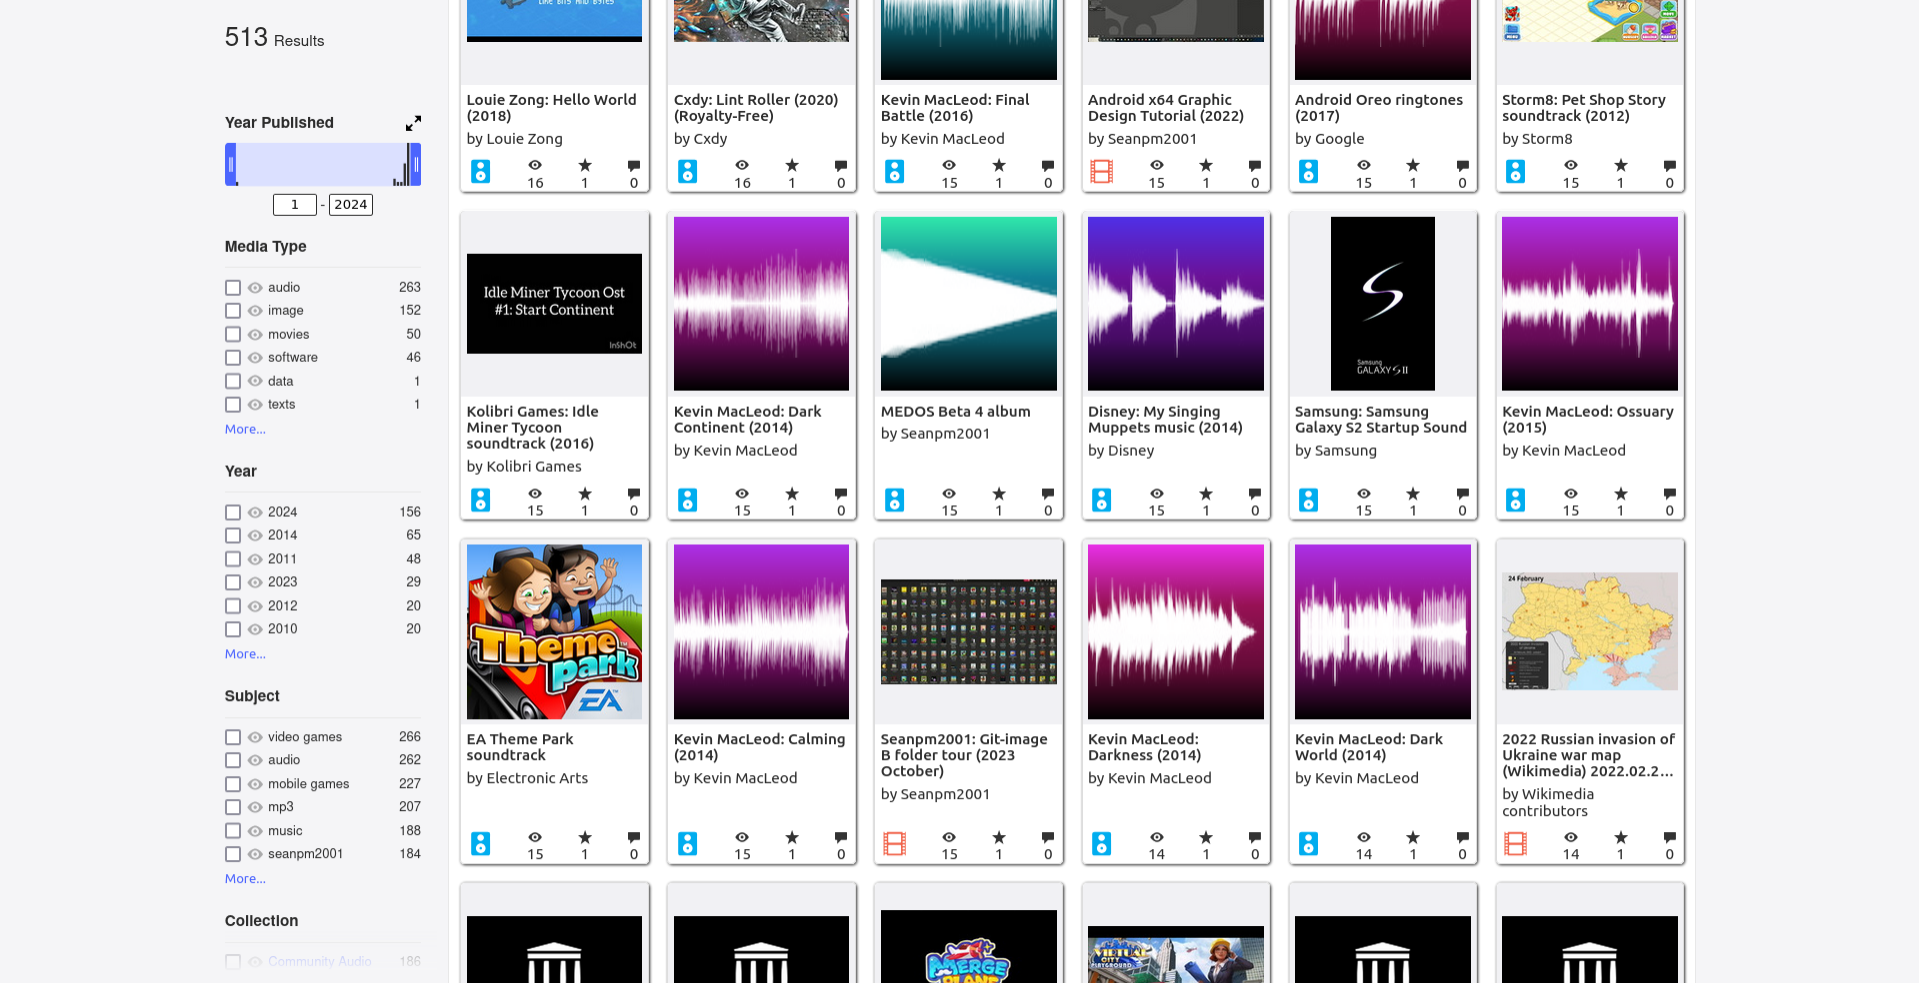 513 Results
Year Published
1 - 2024
Media Type
audio 263
image 152
movies 50
software 46
data 1
texts 1
More...
Year
2024 156
2014 65
2011 48
2023 29
2012 20
2010 20
More...
Subject
video games 266
audio 262
mobile games 227
mp3 207
music 188
seanpm2001 184
More...
Collection
Community Audio 186
LIKE BITS AND BYTES
Louie Zong: Hello World
(2018)
by Louie Zong
16 1 0
Cxdy: Lint Roller (2020)
(Royalty-Free)
by Cxdy
16 1 0
Kevin MacLeod: Final
Battle (2016)
by Kevin MacLeod
15 1 0
Android x64 Graphic
Design Tutorial (2022)
by Seanpm2001
15 1 0
Android Oreo ringtones
(2017)
by Google
15 1 0
Storm8: Pet Shop Story
soundtrack (2012)
by Storm8
15 1 0
Idle Miner Tycoon Ost
#1: Start Continent
InShOt
Kolibri Games: Idle
Miner Tycoon
soundtrack (2016)
by Kolibri Games
15 1 0
Kevin MacLeod: Dark
Continent (2014)
by Kevin MacLeod
15 1 0
MEDOS Beta 4 album
by Seanpm2001
15 1 0
Disney: My Singing
Muppets music (2014)
by Disney
15 1 0
Samsung
GALAXY S II
Samsung: Samsung
Galaxy S2 Startup Sound
by Samsung
15 1 0
Kevin MacLeod: Ossuary
(2015)
by Kevin MacLeod
15 1 0
Theme
park
EA
EA Theme Park
soundtrack
by Electronic Arts
15 1 0
Kevin MacLeod: Calming
(2014)
by Kevin MacLeod
15 1 0
Seanpm2001: Git-image
B folder tour (2023
October)
by Seanpm2001
15 1 0
Kevin MacLeod:
Darkness (2014)
by Kevin MacLeod
14 1 0
Kevin MacLeod: Dark
World (2014)
by Kevin MacLeod
14 1 0
24 February
2022 Russian invasion of
Ukraine war map
(Wikimedia) 2022.02.2...
by Wikimedia
contributors
14 1 0
MERGE
PLANE
VIRTUAL
CITY
PLAYGROUND